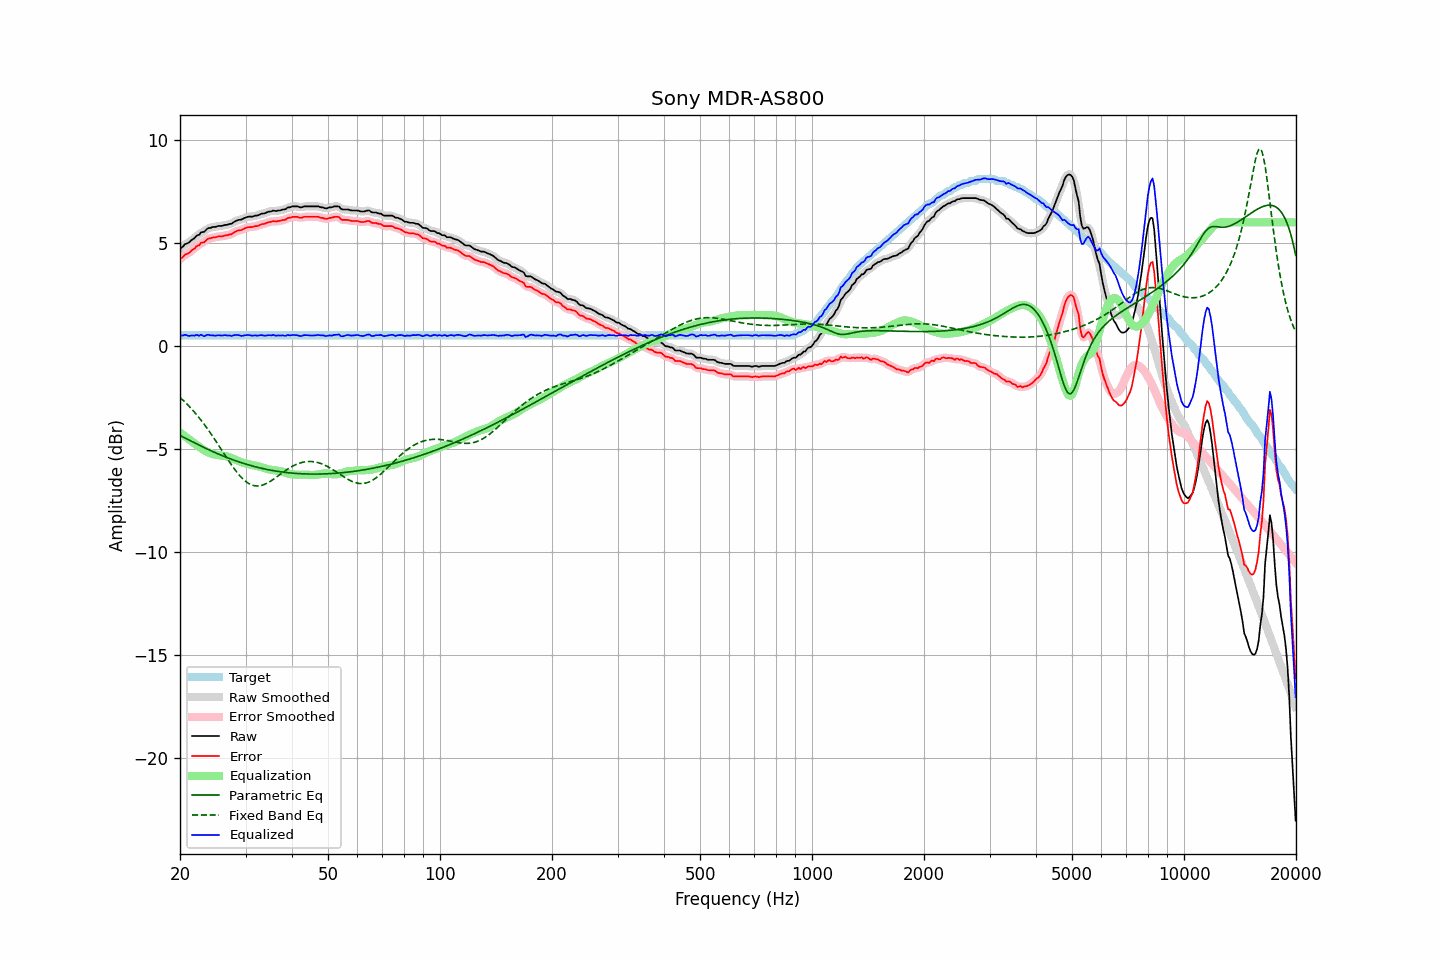 Sony MDR-AS800
10
5
0
−5
−10
−15
−20
Amplitude (dBr)
Target
Raw Smoothed
Error Smoothed
Raw
Error
Equalization
Parametric Eq
Fixed Band Eq
Equalized
20 50 100 200 500 1000 2000 5000 10000 20000
Frequency (Hz)